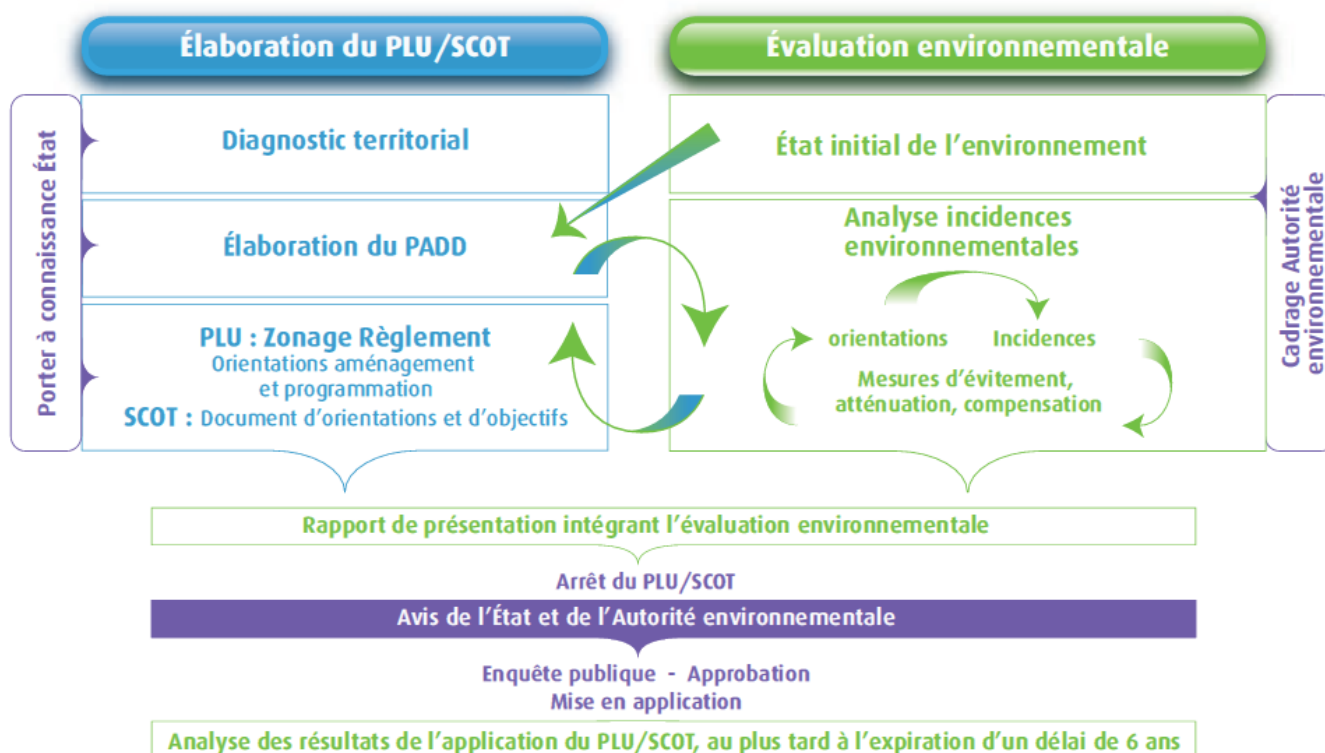 Élaboration du PLU/SCOT
Évaluation environnementale
Porter à connaissance État
Diagnostic territorial
État initial de l'environnement
Cadrage Autorité
environnementale
Élaboration du PADD
Analyse incidences
environnementales
PLU : Zonage Règlement
Orientations aménagement
et programmation
SCOT : Document d'orientations et d'objectifs
orientations
Incidences
Mesures d'évitement,
atténuation, compensation
Rapport de présentation intégrant l'évaluation environnementale
Arrêt du PLU/SCOT
Avis de l'État et de l'Autorité environnementale
Enquête publique - Approbation
Mise en application
Analyse des résultats de l'application du PLU/SCOT, au plus tard à l'expiration d'un délai de 6 ans